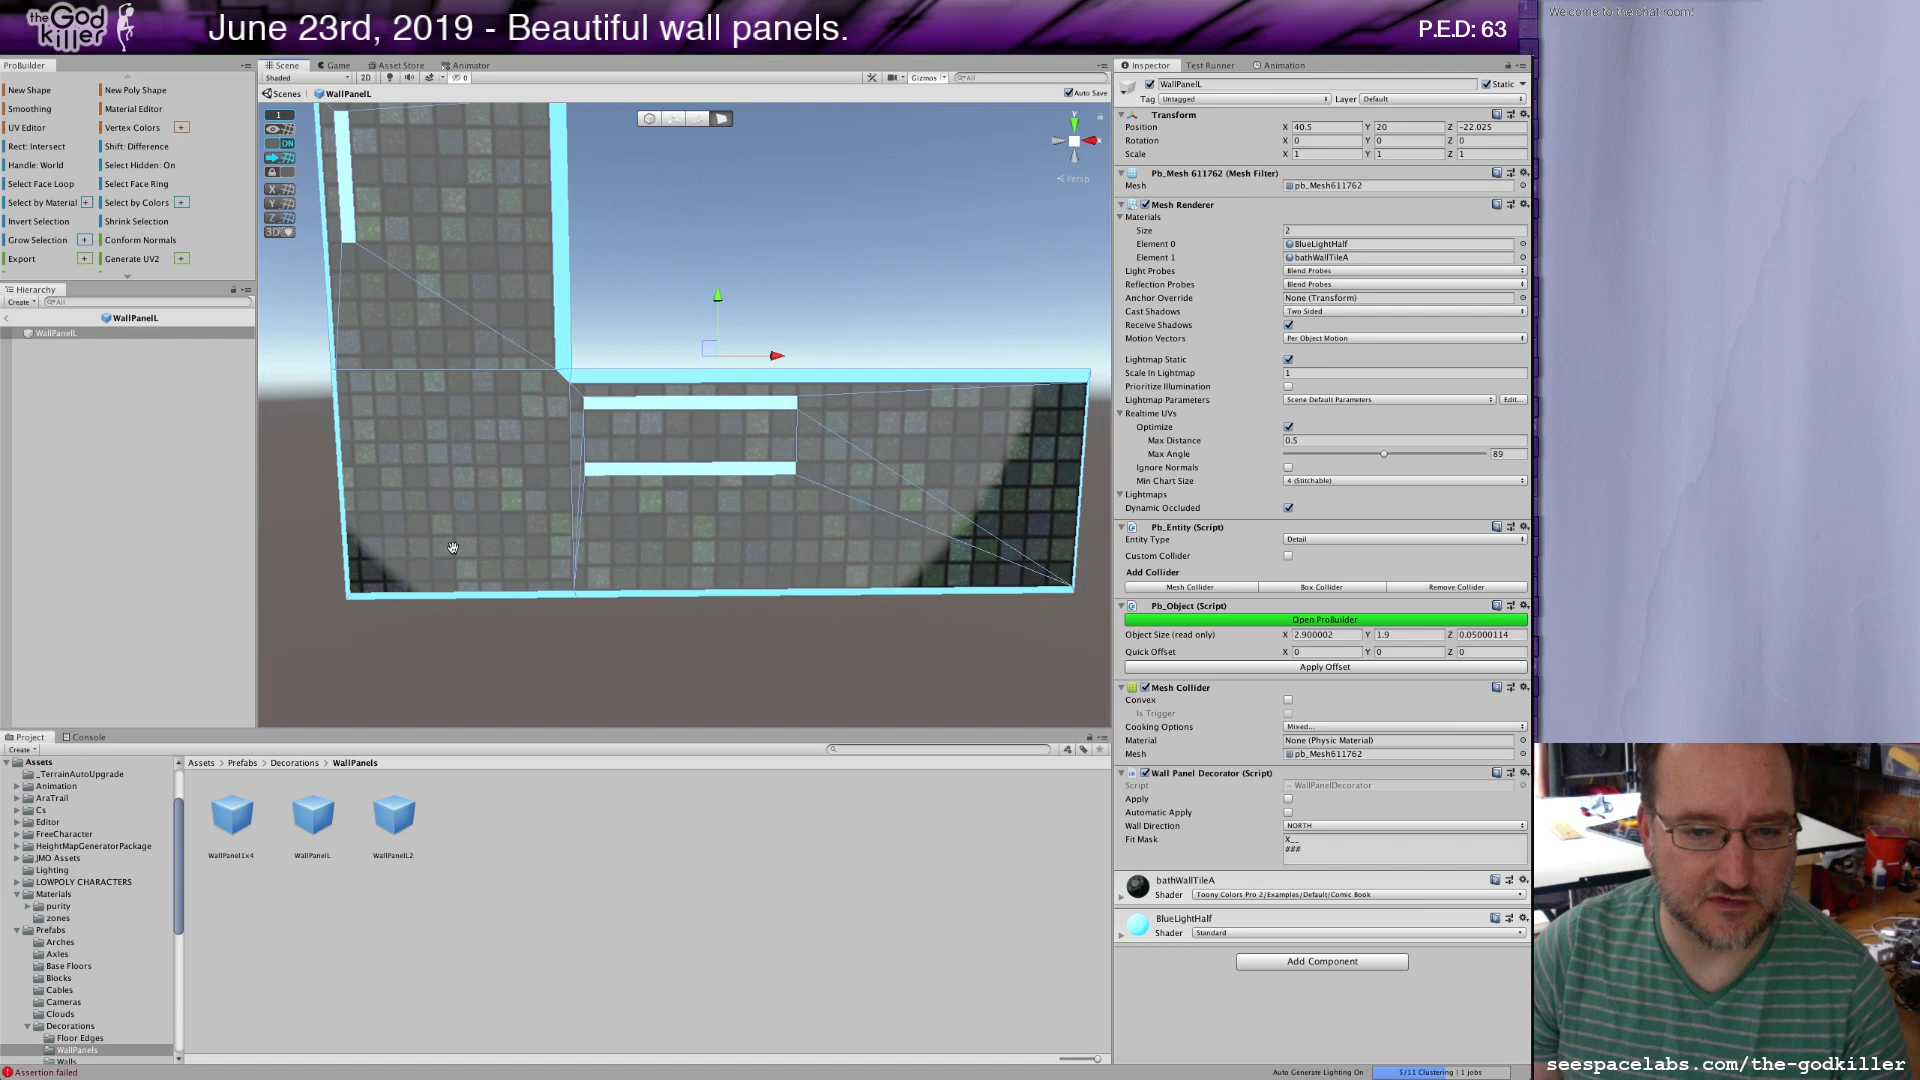 the God killer
June 23rd, 2019 - Beautiful wall panels.
P.E.D: 63
Welcome to the chat room!
ProBuilder
New Shape
New Poly Shape
Smoothing
Material Editor
UV Editor
Vertex Colors
Rect: Intersect
Shift: Difference
Handle: World
Select Hidden: On
Select Face Loop
Select Face Ring
Select by Material
Select by Colors
Invert Selection
Shrink Selection
Grow Selection
Conform Normals
Export
Generate UV2
Hierarchy
Create
All
WallPanelL
WallPanelL
Scene
Game
Asset Store
Animator
Shaded
2D
0
Gizmos
All
Scenes
WallPanelL
Auto Save
1
ON
X
Y
Z
3D
y
x
Persp
Inspector
Test Runner
Animation
WallPanelL
Static
Tag Untagged
Layer Default
Transform
Position X 40.5 Y 20 Z -22.025
Rotation X 0 Y 0 Z 0
Scale X 1 Y 1 Z 1
Pb_Mesh 611762 (Mesh Filter)
Mesh pb_Mesh611762
Mesh Renderer
Materials
Size 2
Element 0 BlueLightHalf
Element 1 bathWallTileA
Light Probes Blend Probes
Reflection Probes Blend Probes
Anchor Override None (Transform)
Cast Shadows Two Sided
Receive Shadows
Motion Vectors Per Object Motion
Lightmap Static
Scale In Lightmap 1
Prioritize Illumination
Lightmap Parameters Scene Default Parameters Edit...
Realtime UVs
Optimize
Max Distance 0.5
Max Angle 89
Ignore Normals
Min Chart Size 4 (Stitchable)
Lightmaps
Dynamic Occluded
Pb_Entity (Script)
Entity Type Detail
Custom Collider
Add Collider
Mesh Collider
Box Collider
Remove Collider
Pb_Object (Script)
Open ProBuilder
Object Size (read only) X 2.900002 Y 1.9 Z 0.05000114
Quick Offset X 0 Y 0 Z 0
Apply Offset
Mesh Collider
Convex
Is Trigger
Cooking Options Mixed...
Material None (Physic Material)
Mesh pb_Mesh611762
Wall Panel Decorator (Script)
Script WallPanelDecorator
Apply
Automatic Apply
Wall Direction NORTH
Fit Mask X__
###
bathWallTileA
Shader Toony Colors Pro 2/Examples/Default/Comic Book
BlueLightHalf
Shader Standard
Add Component
Project
Console
Create
Assets
_TerrainAutoUpgrade
Animation
AraTrail
Cs
Editor
FreeCharacter
HeightMapGeneratorPackage
JMO Assets
Lighting
LOWPOLY CHARACTERS
Materials
purity
zones
Prefabs
Arches
Axles
Base Floors
Blocks
Cables
Cameras
Clouds
Decorations
Floor Edges
WallPanels
Walls
Assets
Prefabs
Decorations
WallPanels
WallPanel1x4
WallPanelL
WallPanelL2
Assertion failed
Auto Generate Lighting On
5/11 Clustering | 1 jobs
seespacelabs.com/the-godkiller